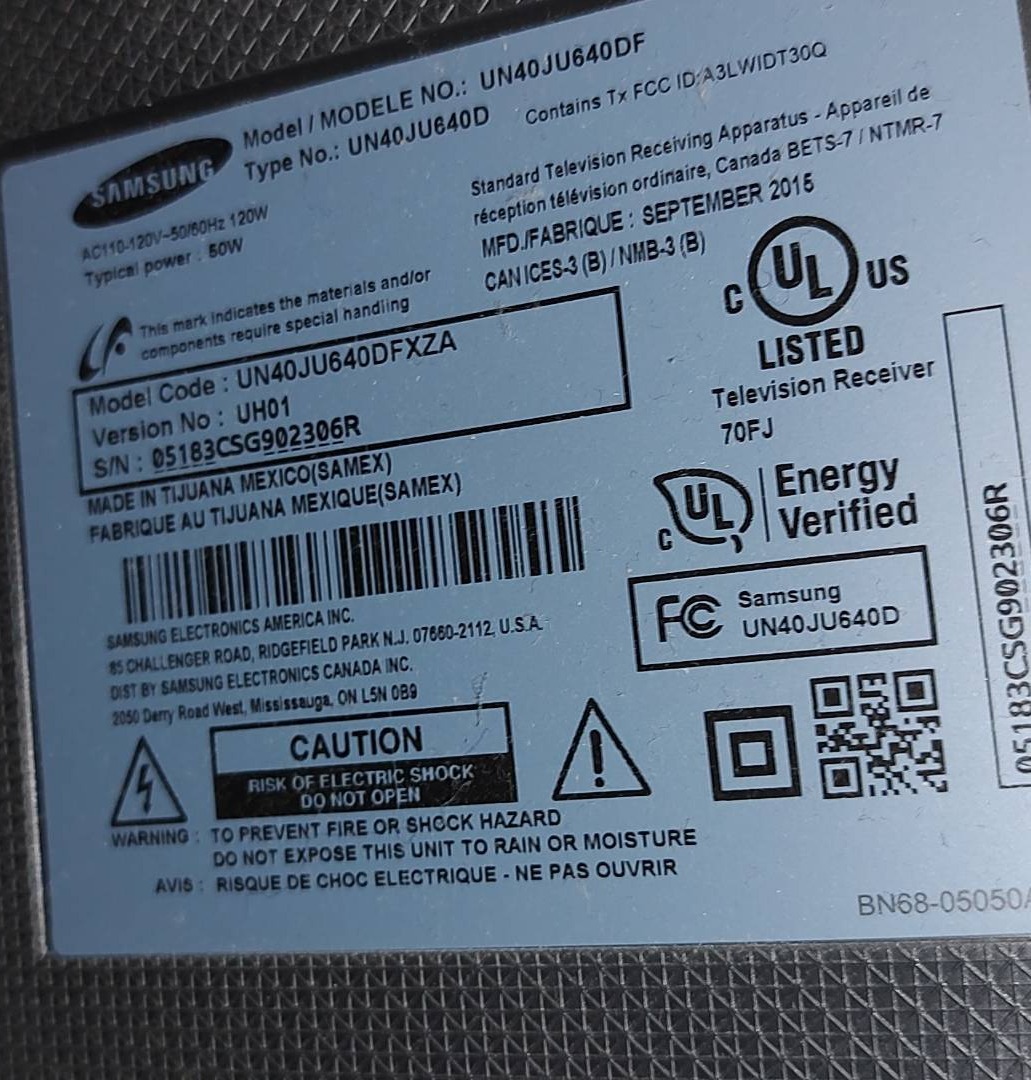 SAMSUNG
Model / MODELE NO.: UN40JU640DF
Type No.: UN40JU640D
Contains Tx FCC ID:A3LWIDT30Q
AC110-120V~50/60Hz 120W
Typical power : 50W
Standard Television Receiving Apparatus - Appareil de
réception télévision ordinaire, Canada BETS-7 / NTMR-7
MFD./FABRIQUE : SEPTEMBER 2015
CAN ICES-3 (B) / NMB-3 (B)
This mark indicates the materials and/or
components require special handling
Model Code : UN40JU640DFXZA
Version No : UH01
S/N : 05183CSG902306R
MADE IN TIJUANA MEXICO(SAMEX)
FABRIQUE AU TIJUANA MEXIQUE(SAMEX)
C UL US
LISTED
Television Receiver
70FJ
C UL
Energy
Verified
FC Samsung
UN40JU640D
SAMSUNG ELECTRONICS AMERICA INC.
85 CHALLENGER ROAD, RIDGEFIELD PARK N.J. 07660-2112, U.S.A.
DIST BY SAMSUNG ELECTRONICS CANADA INC.
2050 Derry Road West, Mississauga, ON L5N 0B9
CAUTION
RISK OF ELECTRIC SHOCK
DO NOT OPEN
WARNING : TO PREVENT FIRE OR SHOCK HAZARD
DO NOT EXPOSE THIS UNIT TO RAIN OR MOISTURE
AVIS : RISQUE DE CHOC ELECTRIQUE - NE PAS OUVRIR
BN68-05050A
05183CSG902306R